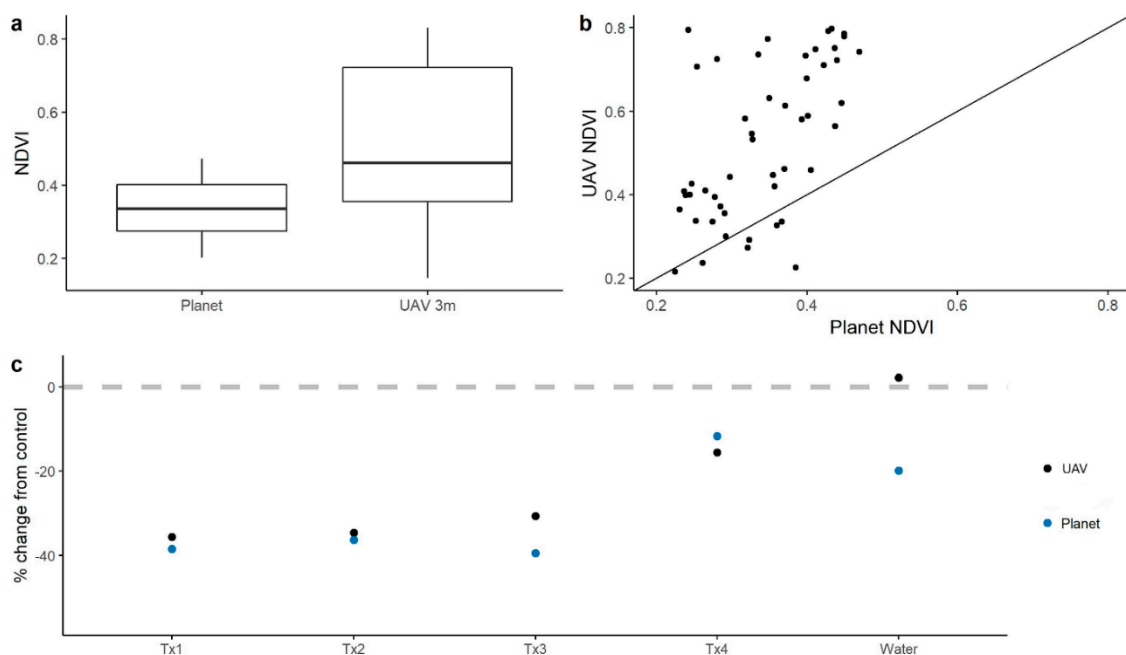 a
NDVI
0.8
0.6
0.4
0.2
Planet
UAV 3m
b
UAV NDVI
0.8
0.6
0.4
0.2
0.2
0.4
0.6
0.8
Planet NDVI
c
% change from control
0
-20
-40
Tx1
Tx2
Tx3
Tx4
Water
UAV
Planet